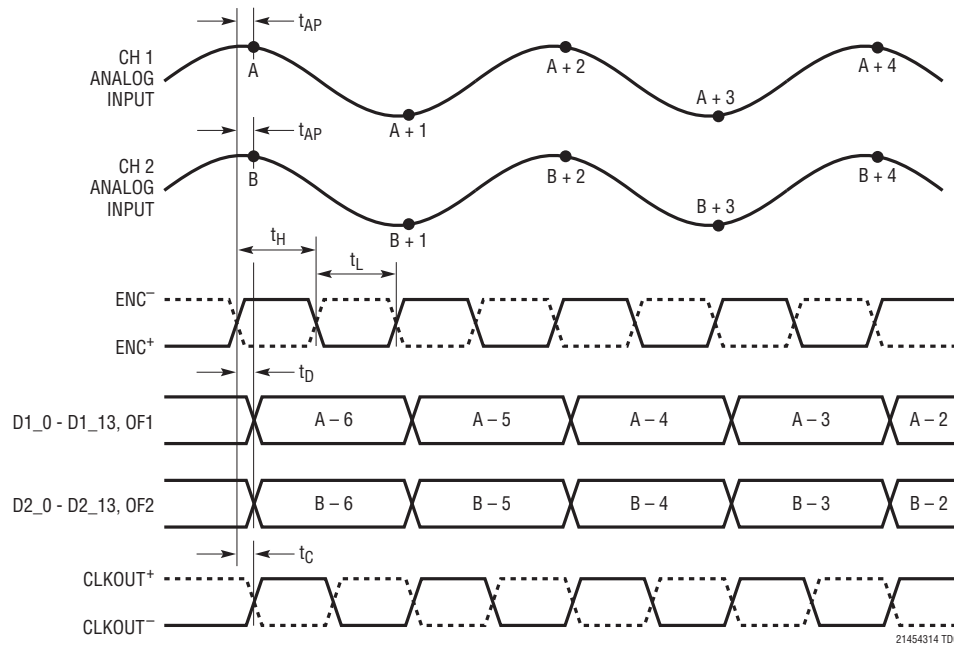 tAP
CH 1
ANALOG
INPUT
A
A + 1
A + 2
A + 3
A + 4
tAP
CH 2
ANALOG
INPUT
B
B + 1
B + 2
B + 3
B + 4
tH
tL
ENC–
ENC+
tD
D1_0 - D1_13, OF1
A – 6
A – 5
A – 4
A – 3
A – 2
D2_0 - D2_13, OF2
B – 6
B – 5
B – 4
B – 3
B – 2
tC
CLKOUT+
CLKOUT–